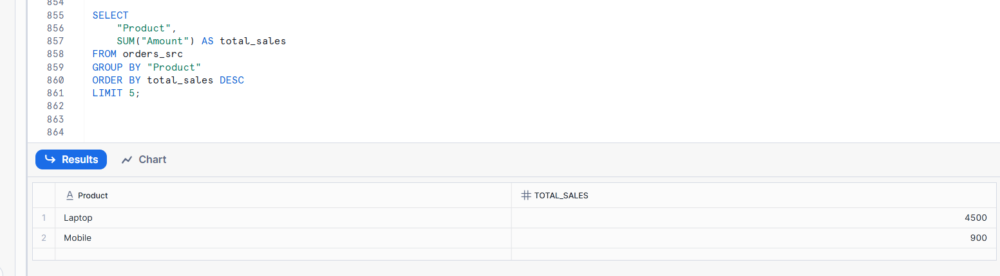 854
855 SELECT
856 "Product",
857 SUM("Amount") AS total_sales
858 FROM orders_src
859 GROUP BY "Product"
860 ORDER BY total_sales DESC
861 LIMIT 5;
862
863
864
Results Chart
Product TOTAL_SALES
1 Laptop 4500
2 Mobile 900